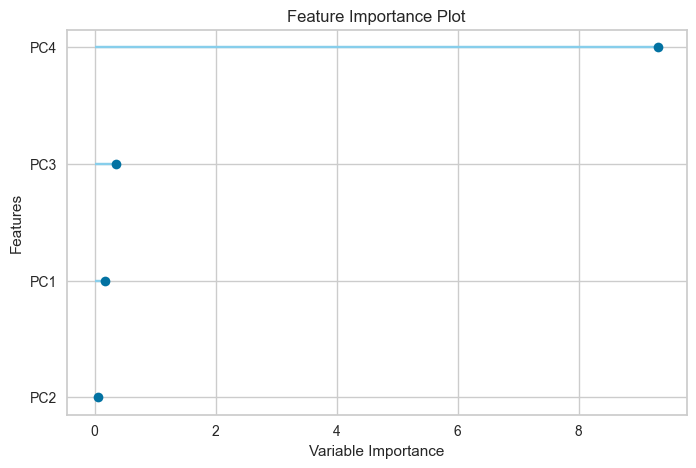 Feature Importance Plot
PC4
PC3
PC1
PC2
Features
0 2 4 6 8
Variable Importance